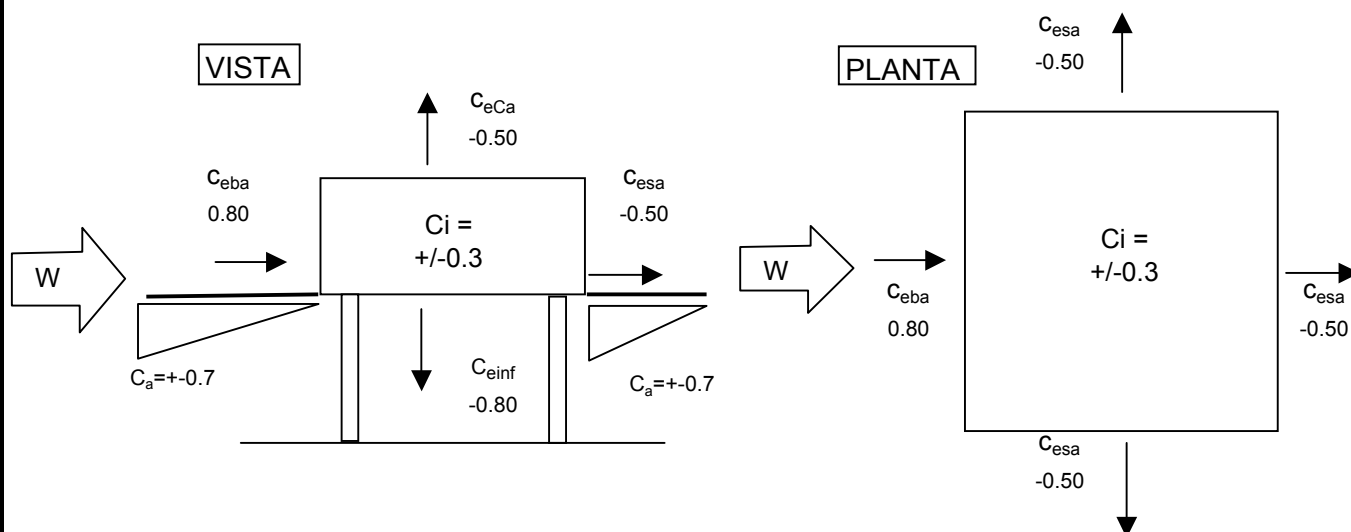 VISTA
c_eCa
-0.50
c_eba
0.80
c_esa
-0.50
Ci =
+/-0.3
W
C_a=+-0.7
C_einf
-0.80
C_a=+-0.7
PLANTA
c_esa
-0.50
W
c_eba
0.80
Ci =
+/-0.3
c_esa
-0.50
c_esa
-0.50